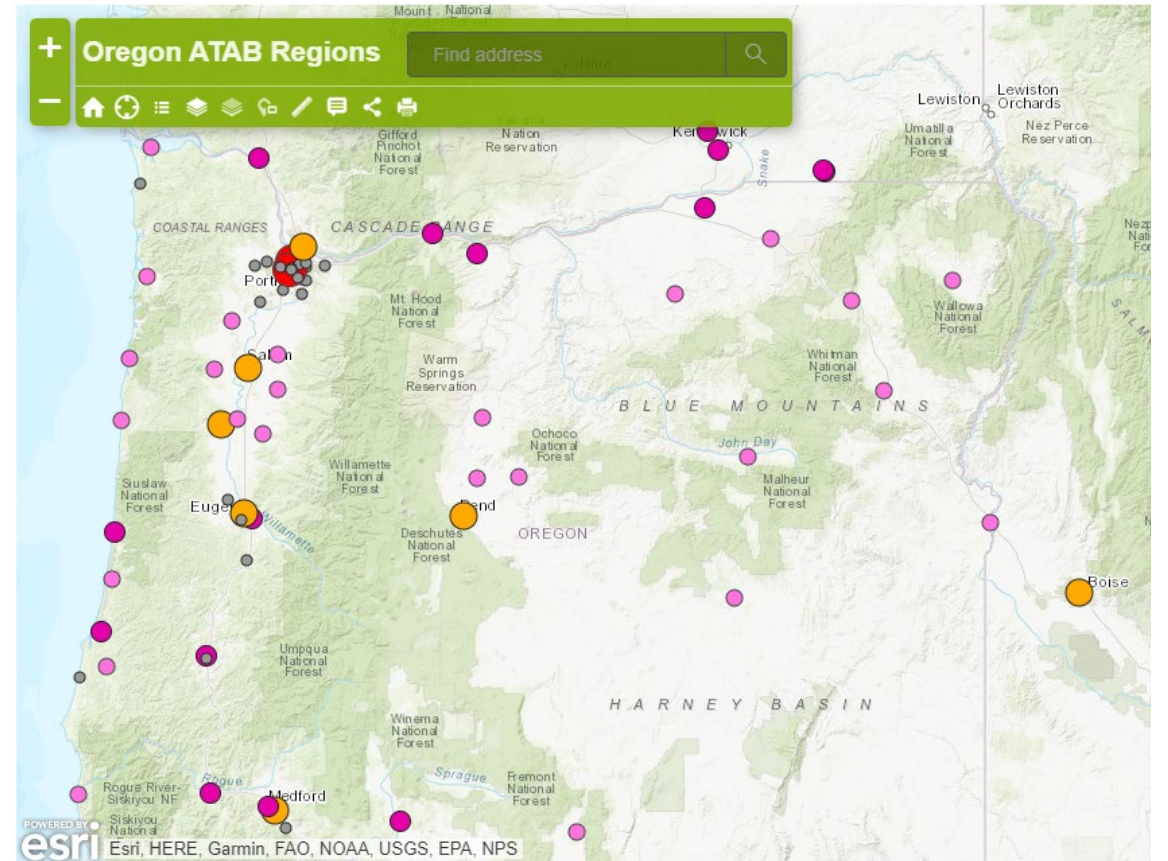 Mount
National
+
Oregon ATAB Regions
Find address
Yakima
−
Lewiston
Lewiston
Orchards
Gifford
Pinchot
National
Forest
Yakama
Nation
Reservation
Umatilla
National
Forest
Nez Perce
Reservation
Snake
COASTAL RANGES
CASCADE RANGE
Mt. Hood
National
Forest
Wallowa
National
Forest
Warm
Springs
Reservation
Whitman
National
Forest
BLUE MOUNTAINS
Ochoco
National
Forest
John Day
Malheur
National
Forest
Willamette
National
Forest
Siuslaw
National
Forest
Willamette
Deschutes
National
Forest
OREGON
Boise
Umpqua
National
Forest
HARNEY BASIN
Winema
National
Forest
Rogue
Sprague
Fremont
National
Forest
Rogue River-
Siskiyou NF
Medford
Siskiyou
National
POWERED BY
esri
Esri, HERE, Garmin, FAO, NOAA, USGS, EPA, NPS